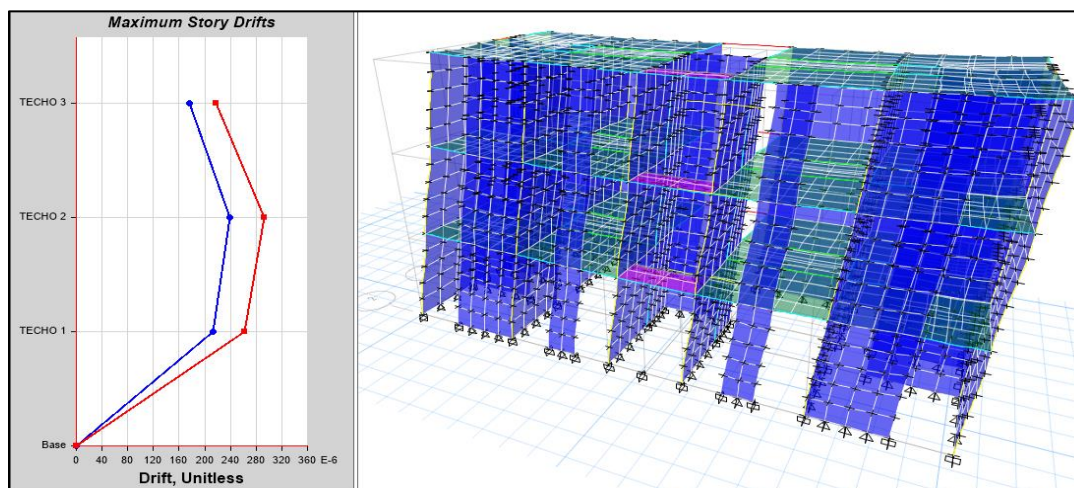 Maximum Story Drifts
TECHO 3
TECHO 2
TECHO 1
Base
0 40 80 120 160 200 240 280 320 360 E-6
Drift, Unitless